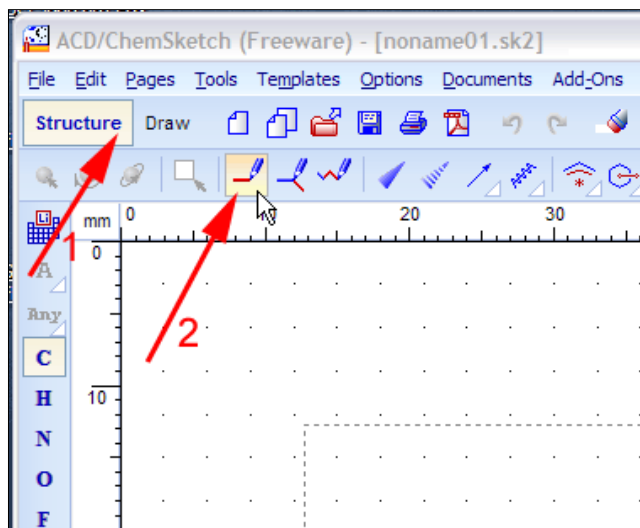 ACD/ChemSketch (Freeware) - [noname01.sk2]
File Edit Pages Tools Templates Options Documents Add-Ons
Structure Draw
Li
mm 0 20 30
0
1
A
2
Any
C
H 10
N
O
F